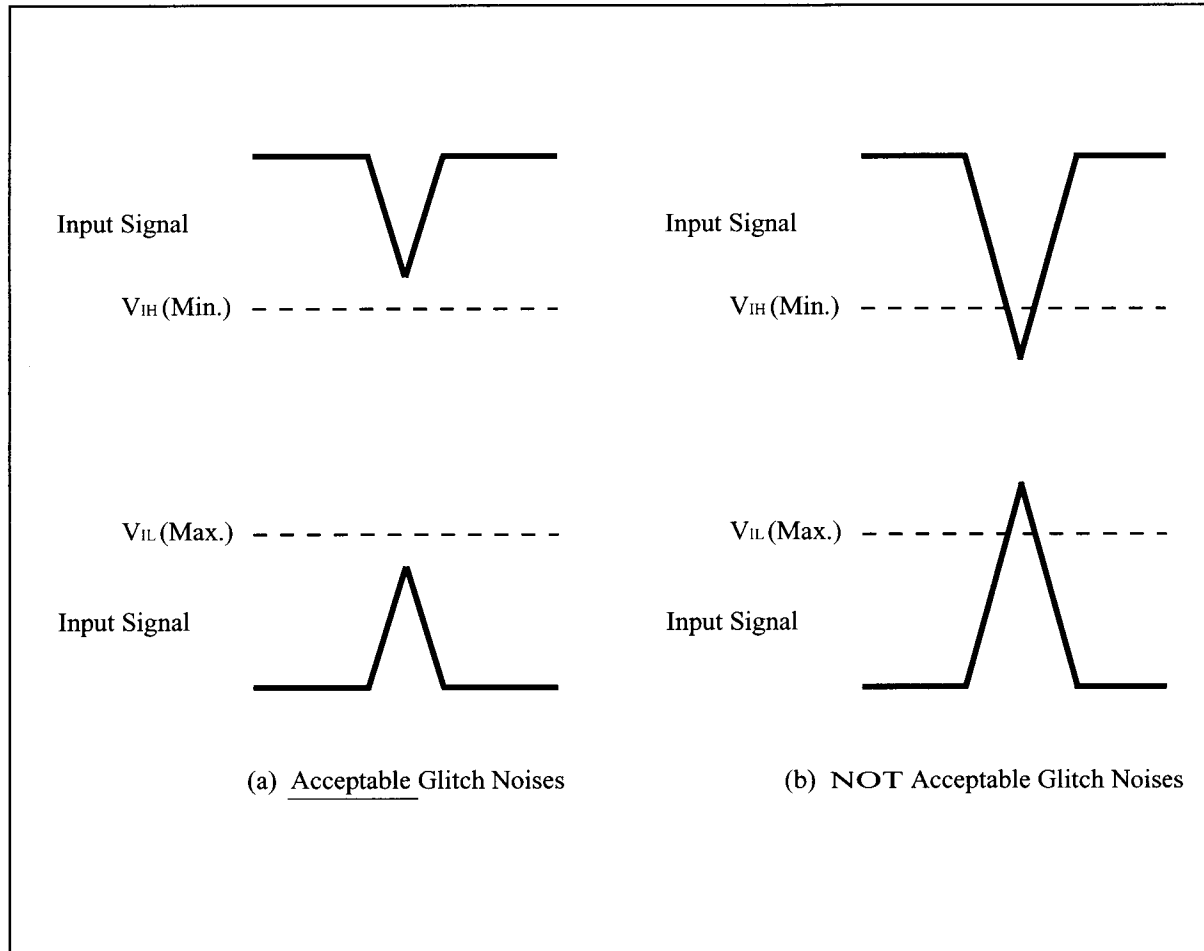 Input Signal
VIH (Min.)
VIL (Max.)
Input Signal
(a) Acceptable Glitch Noises
Input Signal
VIH (Min.)
VIL (Max.)
Input Signal
(b) NOT Acceptable Glitch Noises